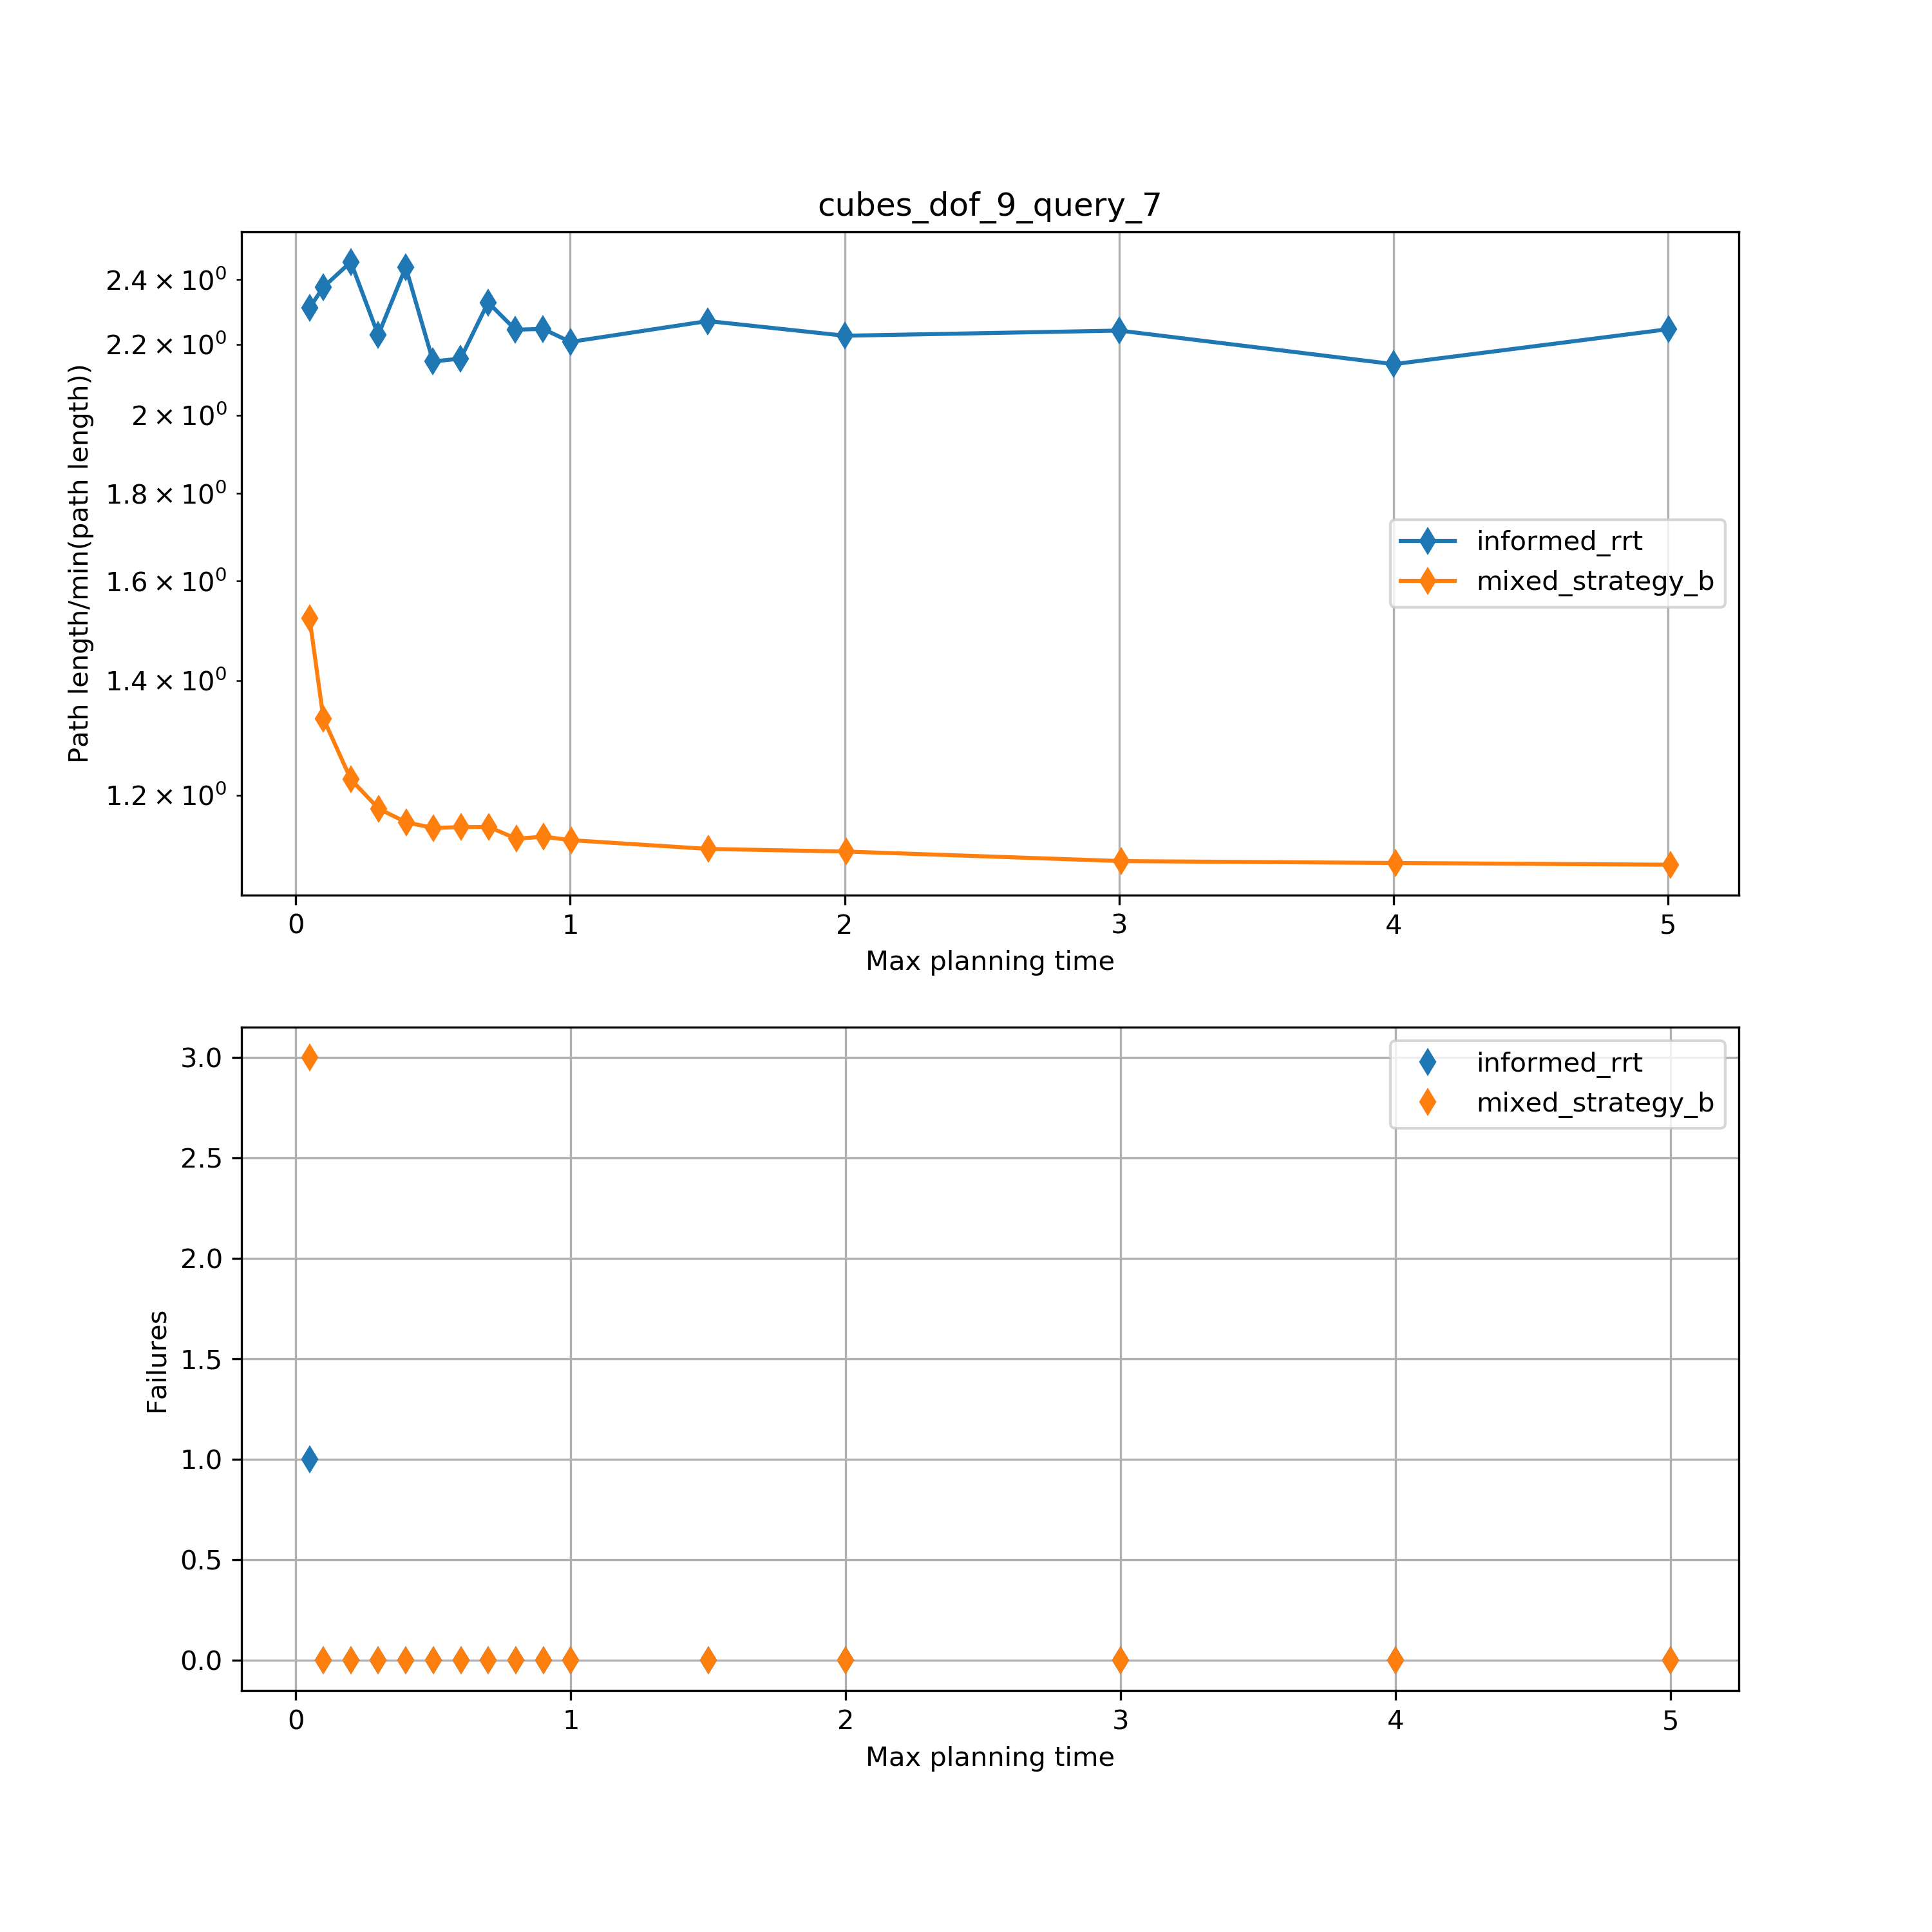 cubes_dof_9_query_7
2.4 × 10⁰
2.2 × 10⁰
2 × 10⁰
1.8 × 10⁰
1.6 × 10⁰
1.4 × 10⁰
1.2 × 10⁰
Path length/min(path length))
informed_rrt
mixed_strategy_b
0 1 2 3 4 5
Max planning time
3.0
2.5
2.0
1.5
1.0
0.5
0.0
Failures
informed_rrt
mixed_strategy_b
0 1 2 3 4 5
Max planning time